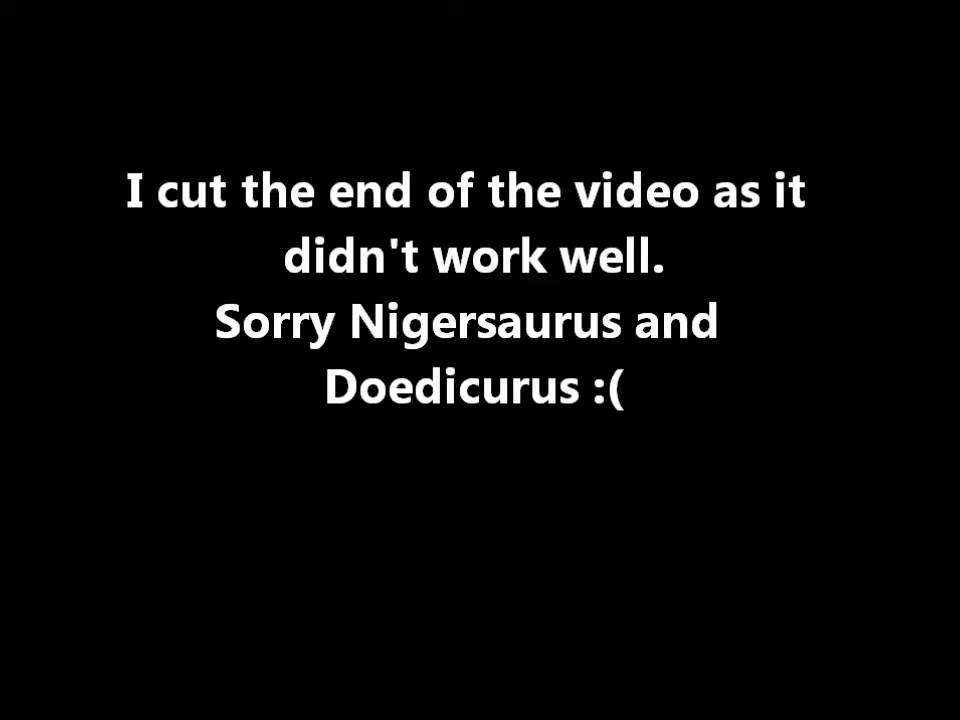 I cut the end of the video as it
didn't work well.
Sorry Nigersaurus and
Doedicurus :(